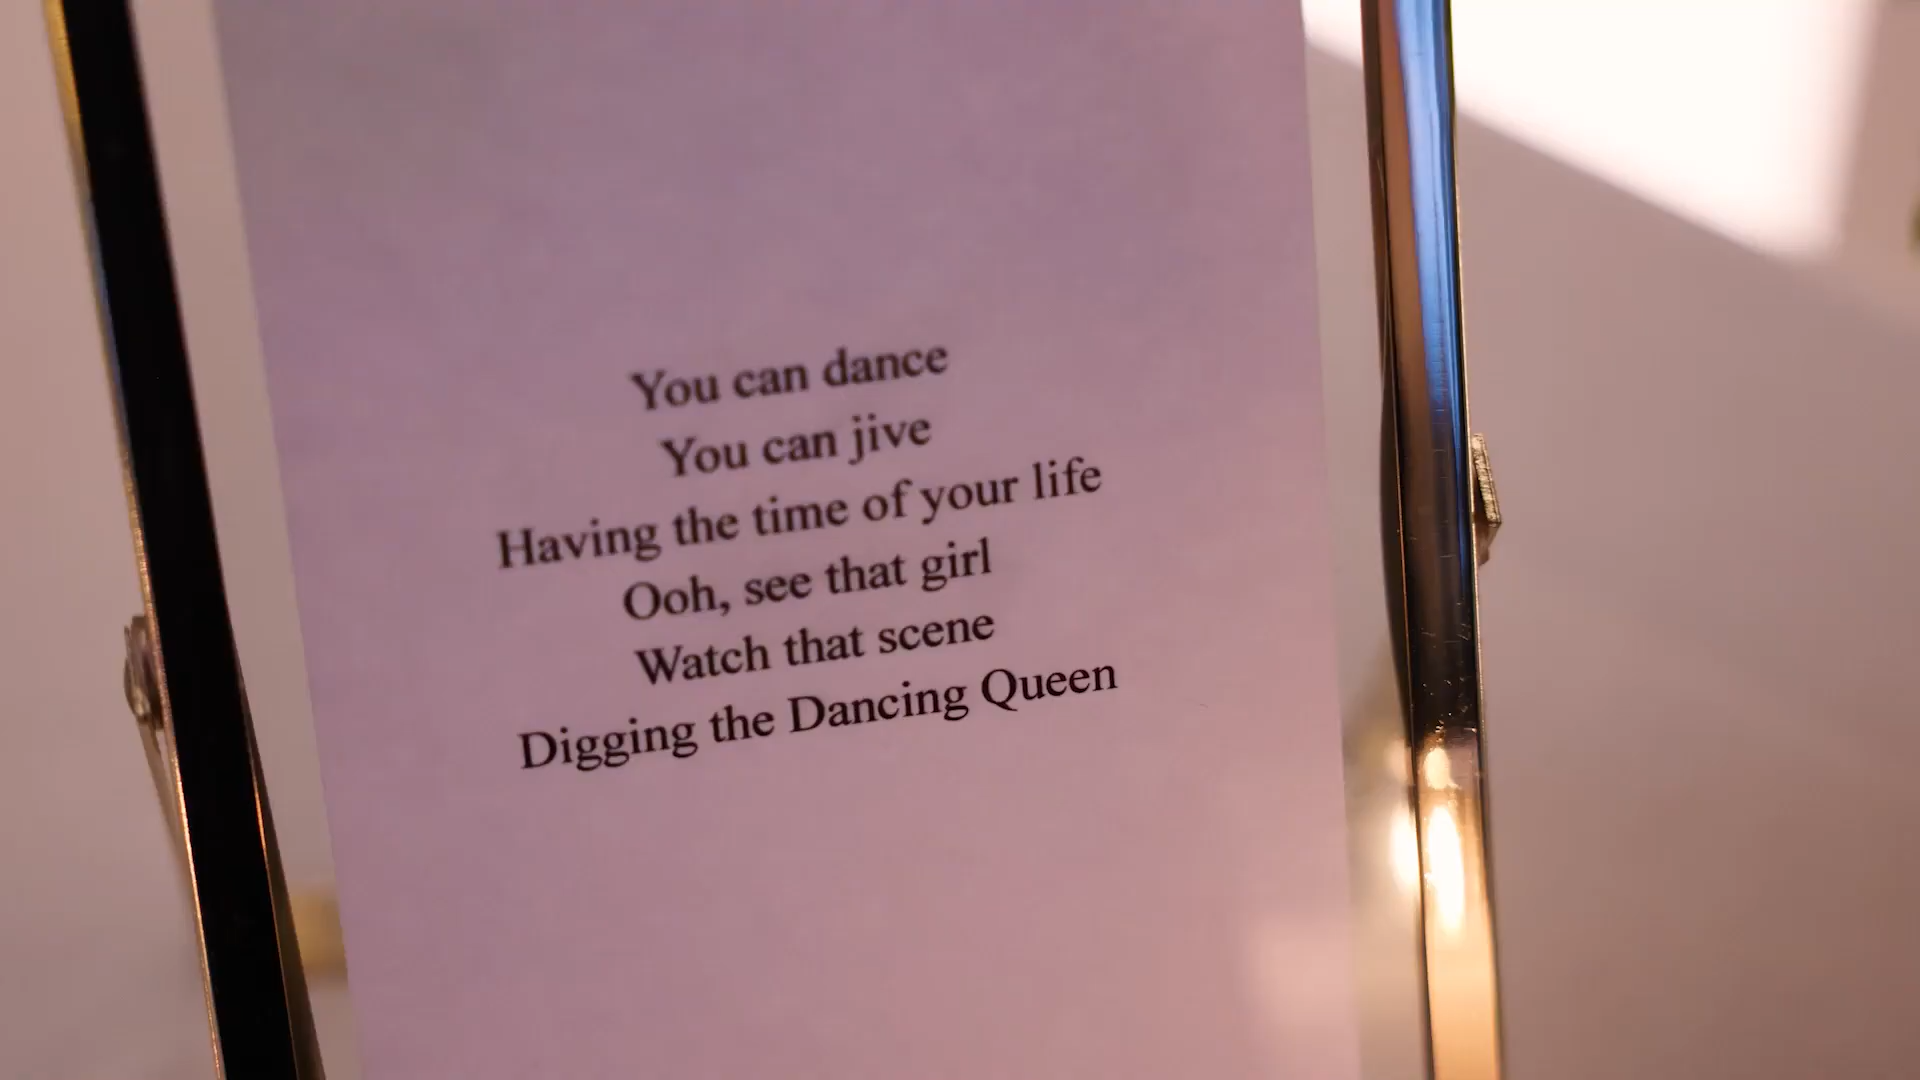 You can dance
You can jive
Having the time of your life
Ooh, see that girl
Watch that scene
Digging the Dancing Queen